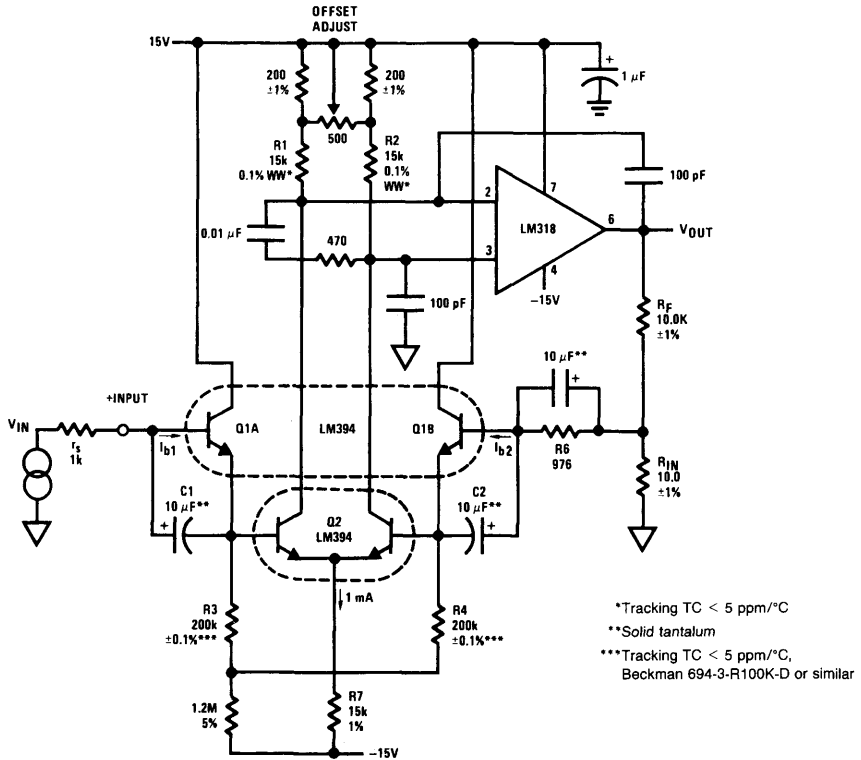 OFFSET
ADJUST
15V
200
±1%
200
±1%
+
1 μF
500
R1
15k
0.1% WW*
R2
15k
0.1%
WW*
100 pF
2
7
LM318
6
VOUT
0.01 μF
470
3
4
−15V
100 pF
RF
10.0K
±1%
10 μF**
+
+INPUT
VIN
rs
1k
Ib1
Q1A
LM394
Q1B
Ib2
R6
976
RIN
10.0
±1%
C1
10 μF**
+
Q2
LM394
C2
10 μF**
+
1 mA
R3
200k
±0.1%***
R4
200k
±0.1%***
1.2M
5%
R7
15k
1%
−15V
*Tracking TC < 5 ppm/°C
**Solid tantalum
***Tracking TC < 5 ppm/°C,
Beckman 694-3-R100K-D or similar